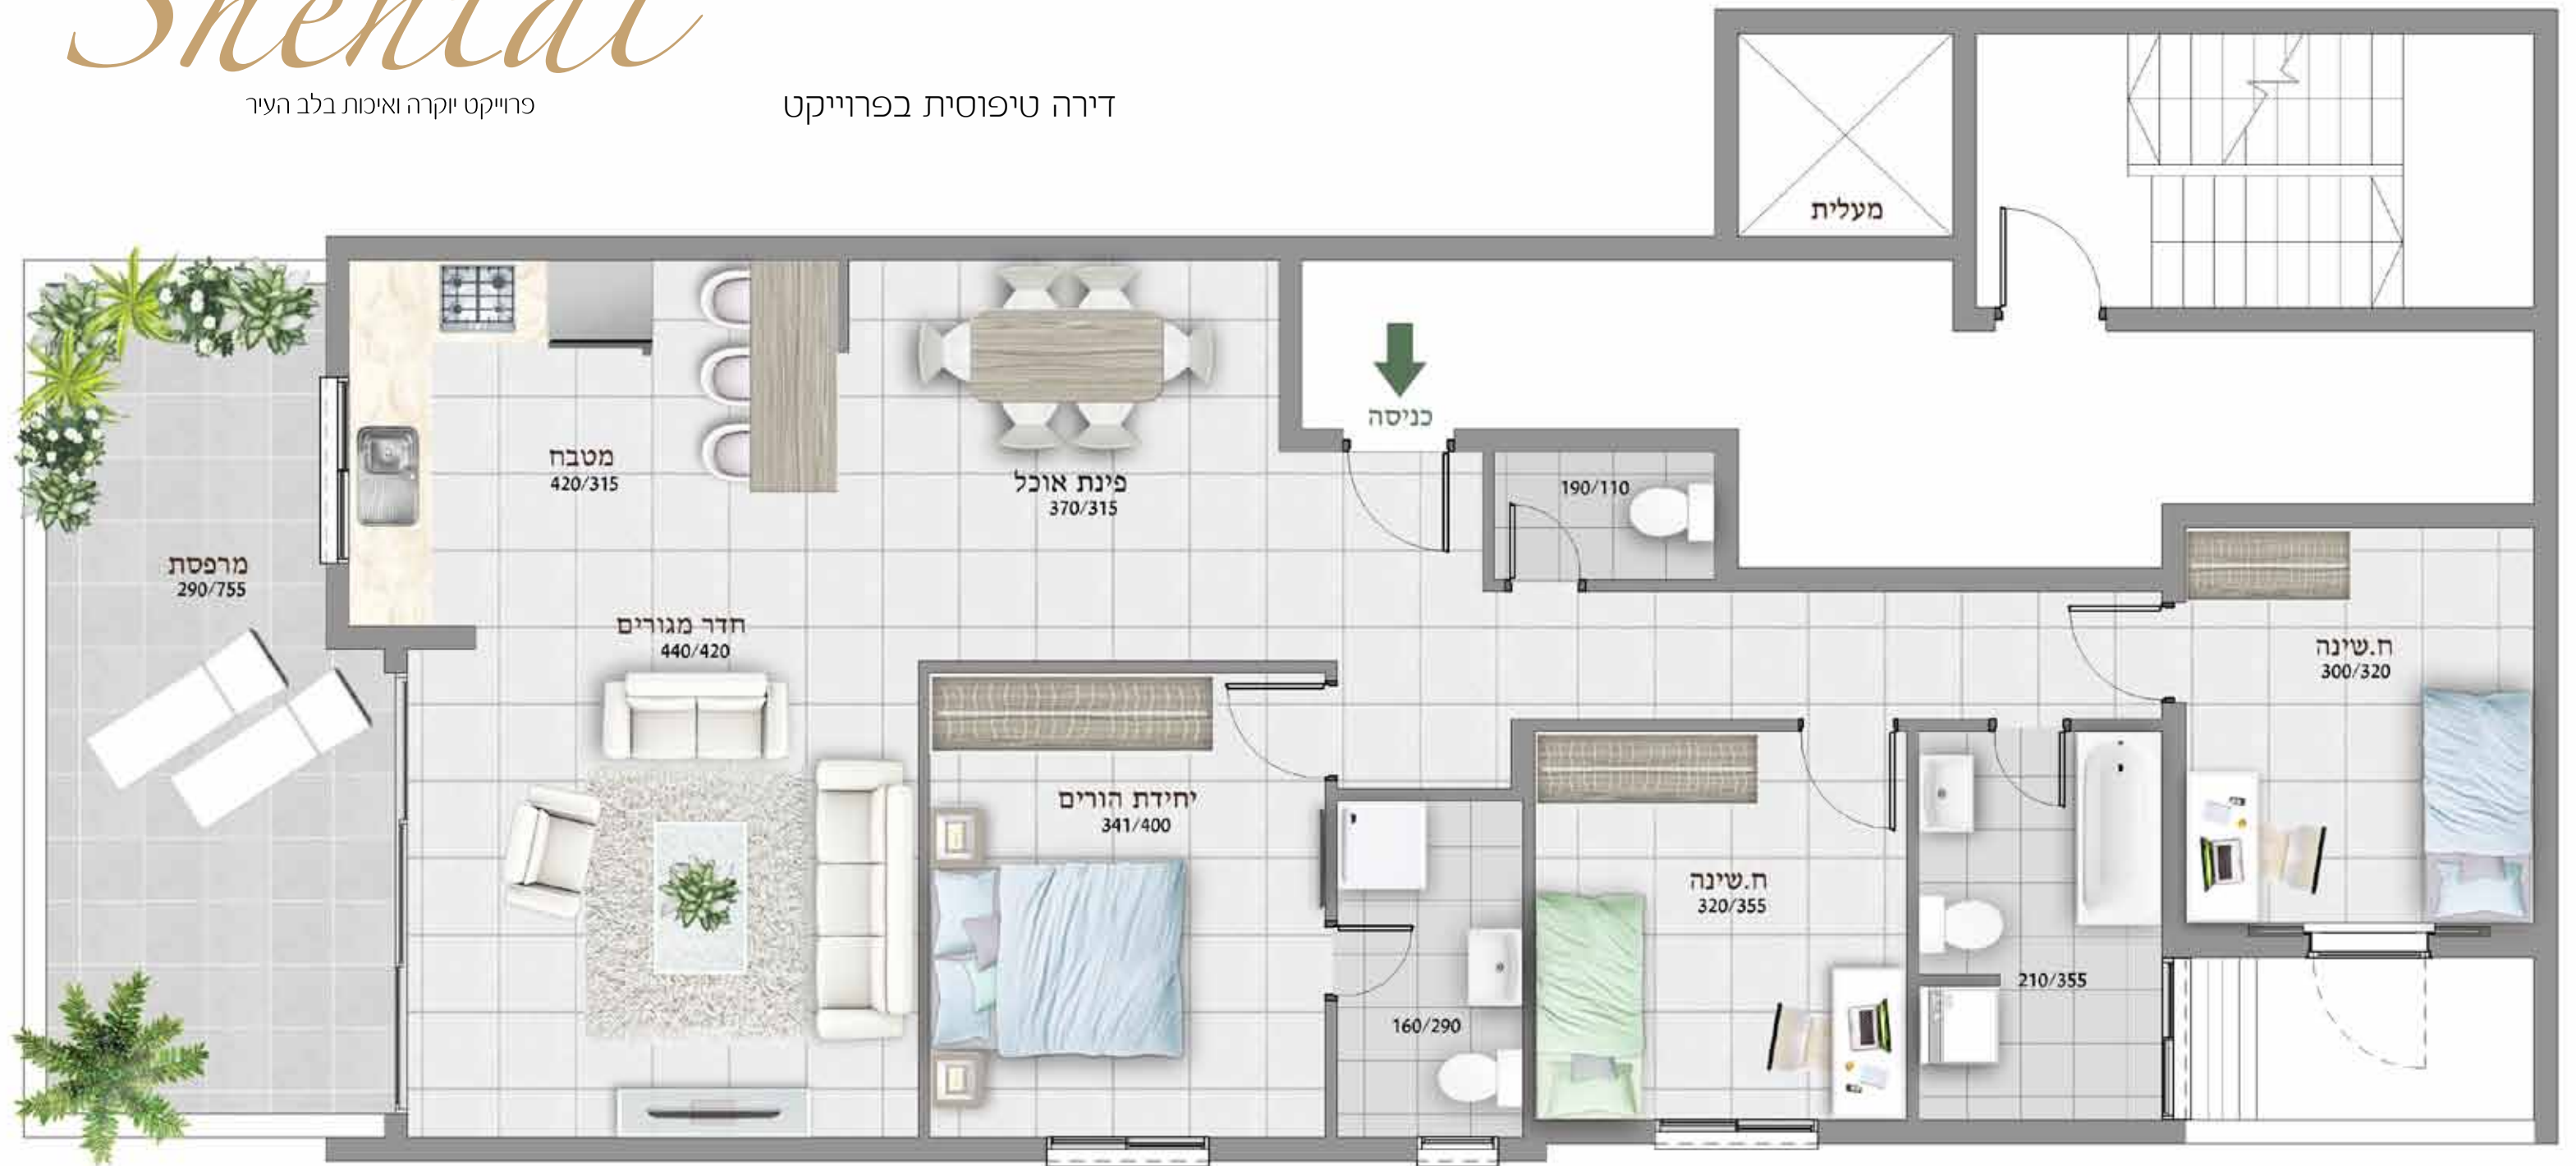 Shental
פרוייקט יוקרה ואיכות בלב העיר
דירה טיפוסית בפרוייקט
מעלית
כניסה
מטבח
420/315
פינת אוכל
370/315
190/110
מרפסת
290/755
חדר מגורים
440/420
ח.שינה
300/320
יחידת הורים
341/400
ח.שינה
320/355
210/355
160/290